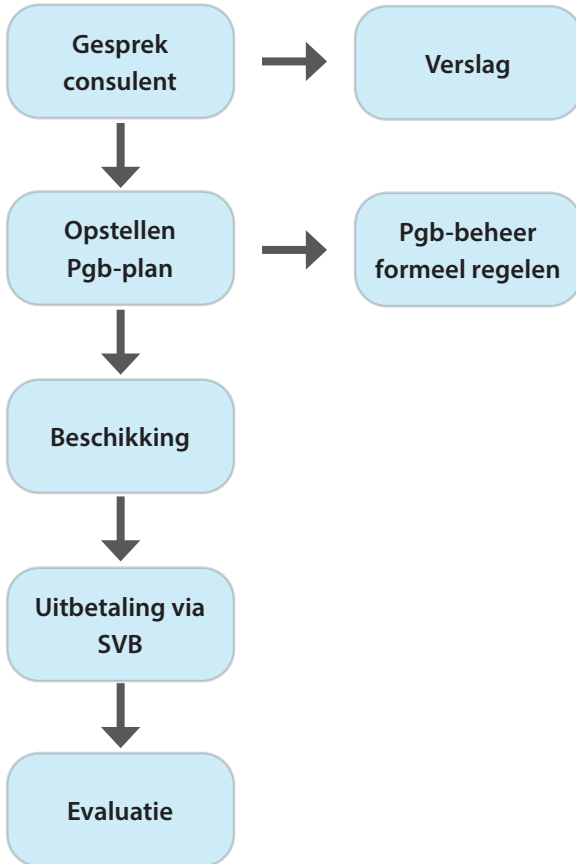 Gesprek
consulent
Verslag
Opstellen
Pgb-plan
Pgb-beheer
formeel regelen
Beschikking
Uitbetaling via
SVB
Evaluatie